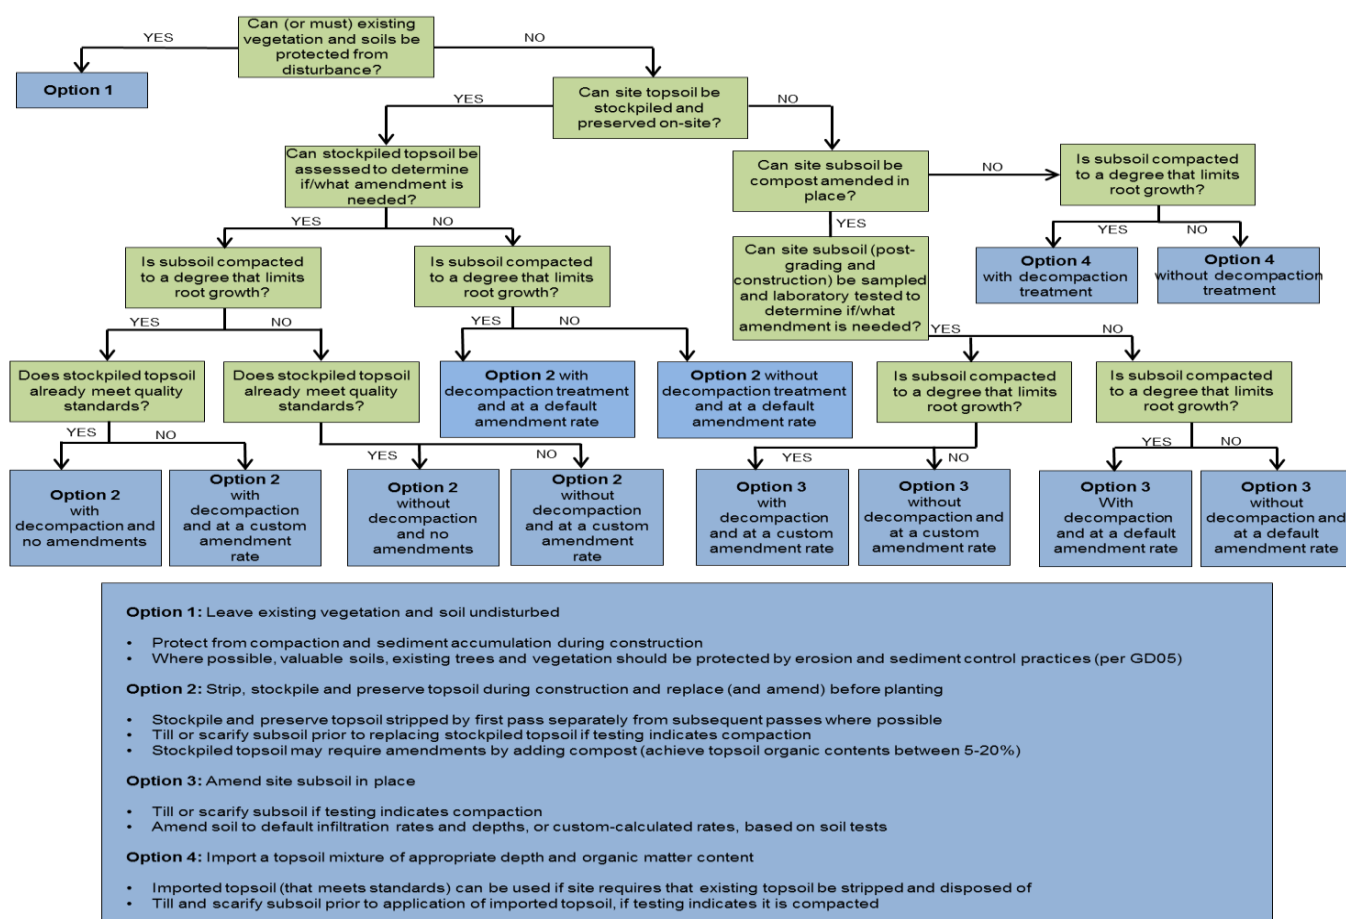 Can (or must) existing
vegetation and soils be
protected from
disturbance?
YES
NO
Option 1
Can site topsoil be
stockpiled and
preserved on-site?
YES
NO
Can stockpiled topsoil be
assessed to determine
if/what amendment is
needed?
Can site subsoil be
compost amended in
place?
NO
Is subsoil compacted
to a degree that limits
root growth?
YES
NO
YES
YES
NO
Is subsoil compacted
to a degree that limits
root growth?
Is subsoil compacted
to a degree that limits
root growth?
Can site subsoil (post-
grading and
construction) be sampled
and laboratory tested to
determine if/what
amendment is needed?
Option 4
with decompaction
treatment
Option 4
without decompaction
treatment
YES
NO
YES
NO
YES
NO
Does stockpiled topsoil
already meet quality
standards?
Does stockpiled topsoil
already meet quality
standards?
Option 2 with
decompaction treatment
and at a default
amendment rate
Option 2 without
decompaction treatment
and at a default
amendment rate
Is subsoil compacted
to a degree that limits
root growth?
Is subsoil compacted
to a degree that limits
root growth?
YES
NO
YES
NO
YES
NO
YES
NO
Option 2
with
decompaction and
no amendments
Option 2
with decompaction
and at a custom
amendment
rate
Option 2
without
decompaction
and no
amendments
Option 2
without
decompaction
and at a custom
amendment
rate
Option 3
with
decompaction
and at a custom
amendment rate
Option 3
without
decompaction and
at a custom
amendment rate
Option 3
With
decompaction
and at a default
amendment rate
Option 3
without
decompaction and
at a default
amendment rate
Option 1: Leave existing vegetation and soil undisturbed
• Protect from compaction and sediment accumulation during construction
• Where possible, valuable soils, existing trees and vegetation should be protected by erosion and sediment control practices (per GD05)
Option 2: Strip, stockpile and preserve topsoil during construction and replace (and amend) before planting
• Stockpile and preserve topsoil stripped by first pass separately from subsequent passes where possible
• Till or scarify subsoil prior to replacing stockpiled topsoil if testing indicates compaction
• Stockpiled topsoil may require amendments by adding compost (achieve topsoil organic contents between 5-20%)
Option 3: Amend site subsoil in place
• Till or scarify subsoil if testing indicates compaction
• Amend soil to default infiltration rates and depths, or custom-calculated rates, based on soil tests
Option 4: Import a topsoil mixture of appropriate depth and organic matter content
• Imported topsoil (that meets standards) can be used if site requires that existing topsoil be stripped and disposed of
• Till and scarify subsoil prior to application of imported topsoil, if testing indicates it is compacted